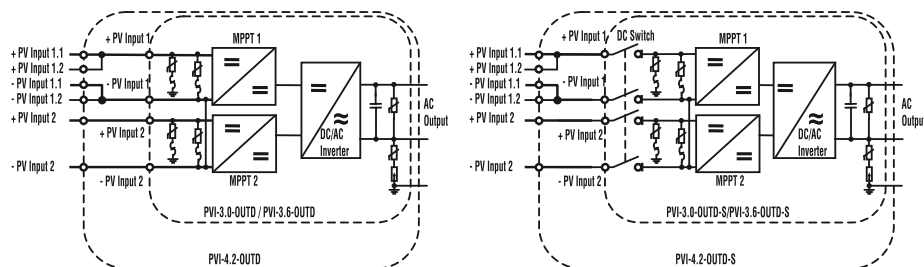 + PV Input 1.1
+ PV Input 1.2
- PV Input 1.1
- PV Input 1.2
+ PV Input 2
- PV Input 2
+ PV Input 1
- PV Input 1
+ PV Input 2
- PV Input 2
MPPT 1
MPPT 2
DC/AC
Inverter
AC
Output
PVI-3.0-OUTD / PVI-3.6-OUTD
PVI-4.2-OUTD
+ PV Input 1.1
+ PV Input 1.2
- PV Input 1.1
- PV Input 1.2
+ PV Input 2
- PV Input 2
+ PV Input 1
DC Switch
- PV Input 1
+ PV Input 2
- PV Input 2
MPPT 1
MPPT 2
DC/AC
Inverter
AC
Output
PVI-3.0-OUTD-S/PVI-3.6-OUTD-S
PVI-4.2-OUTD-S